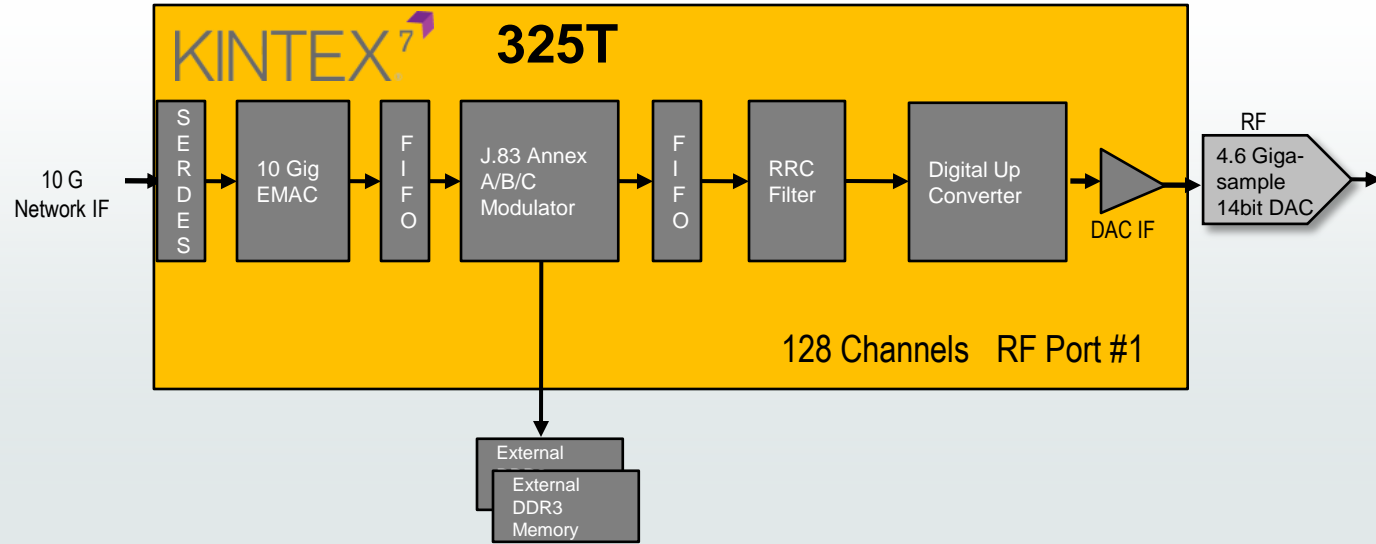 KINTEX 7
325T
10 G
Network IF
S
E
R
D
E
S
10 Gig
EMAC
F
I
F
O
J.83 Annex
A/B/C
Modulator
F
I
F
O
RRC
Filter
Digital Up
Converter
DAC IF
RF
4.6 Giga-
sample
14bit DAC
128 Channels RF Port #1
External
External
DDR3
Memory